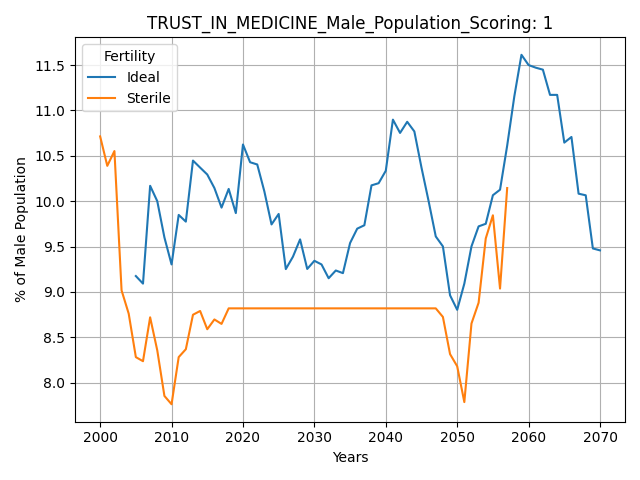 TRUST_IN_MEDICINE_Male_Population_Scoring: 1
Fertility
Ideal
Sterile
% of Male Population
11.5
11.0
10.5
10.0
9.5
9.0
8.5
8.0
2000 2010 2020 2030 2040 2050 2060 2070
Years